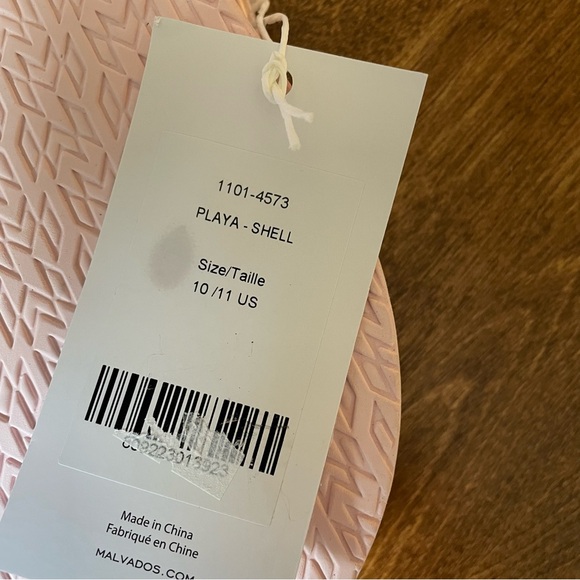 1101-4573
PLAYA - SHELL
Size/Taille
10 /11 US
Made in China
Fabriqué en Chine
MALVADOS.COM